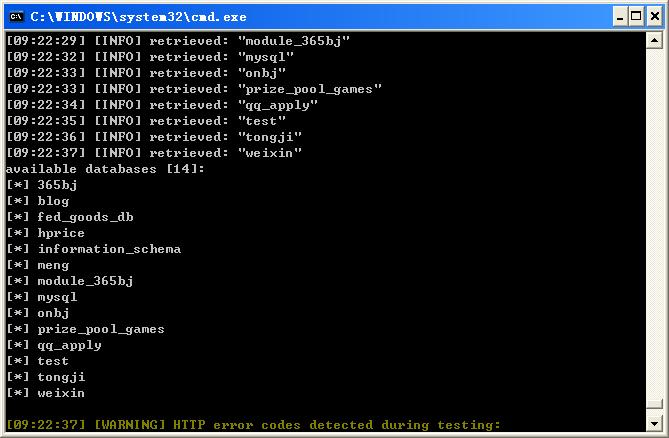 C:\WINDOWS\system32\cmd.exe
[09:22:29] [INFO] retrieved: "module_365bj"
[09:22:32] [INFO] retrieved: "mysql"
[09:22:33] [INFO] retrieved: "onbj"
[09:22:33] [INFO] retrieved: "prize_pool_games"
[09:22:34] [INFO] retrieved: "qq_apply"
[09:22:35] [INFO] retrieved: "test"
[09:22:36] [INFO] retrieved: "tongji"
[09:22:37] [INFO] retrieved: "weixin"
available databases [14]:
[*] 365bj
[*] blog
[*] fed_goods_db
[*] hprice
[*] information_schema
[*] meng
[*] module_365bj
[*] mysql
[*] onbj
[*] prize_pool_games
[*] qq_apply
[*] test
[*] tongji
[*] weixin
[09:22:37] [WARNING] HTTP error codes detected during testing: